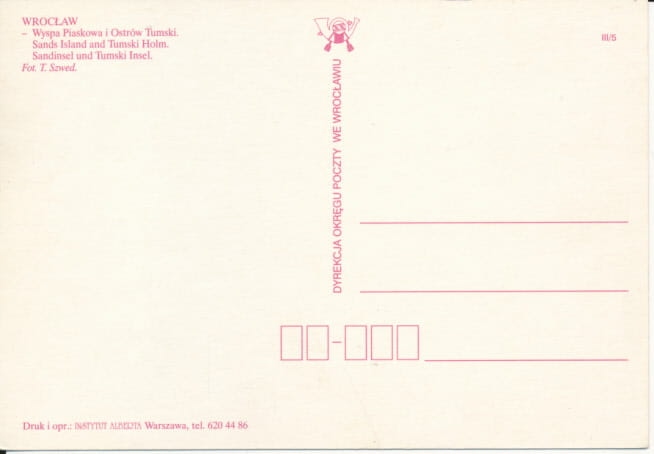 WROCŁAW
– Wyspa Piaskowa i Ostrów Tumski.
Sands Island and Tumski Holm.
Sandinsel und Tumski Insel.
Fot. T. Szwed.
III/5
DYREKCJA OKRĘGU POCZTY WE WROCŁAWIU
Druk i opr.: INSTYTUT ALBERTA Warszawa, tel. 620 44 86